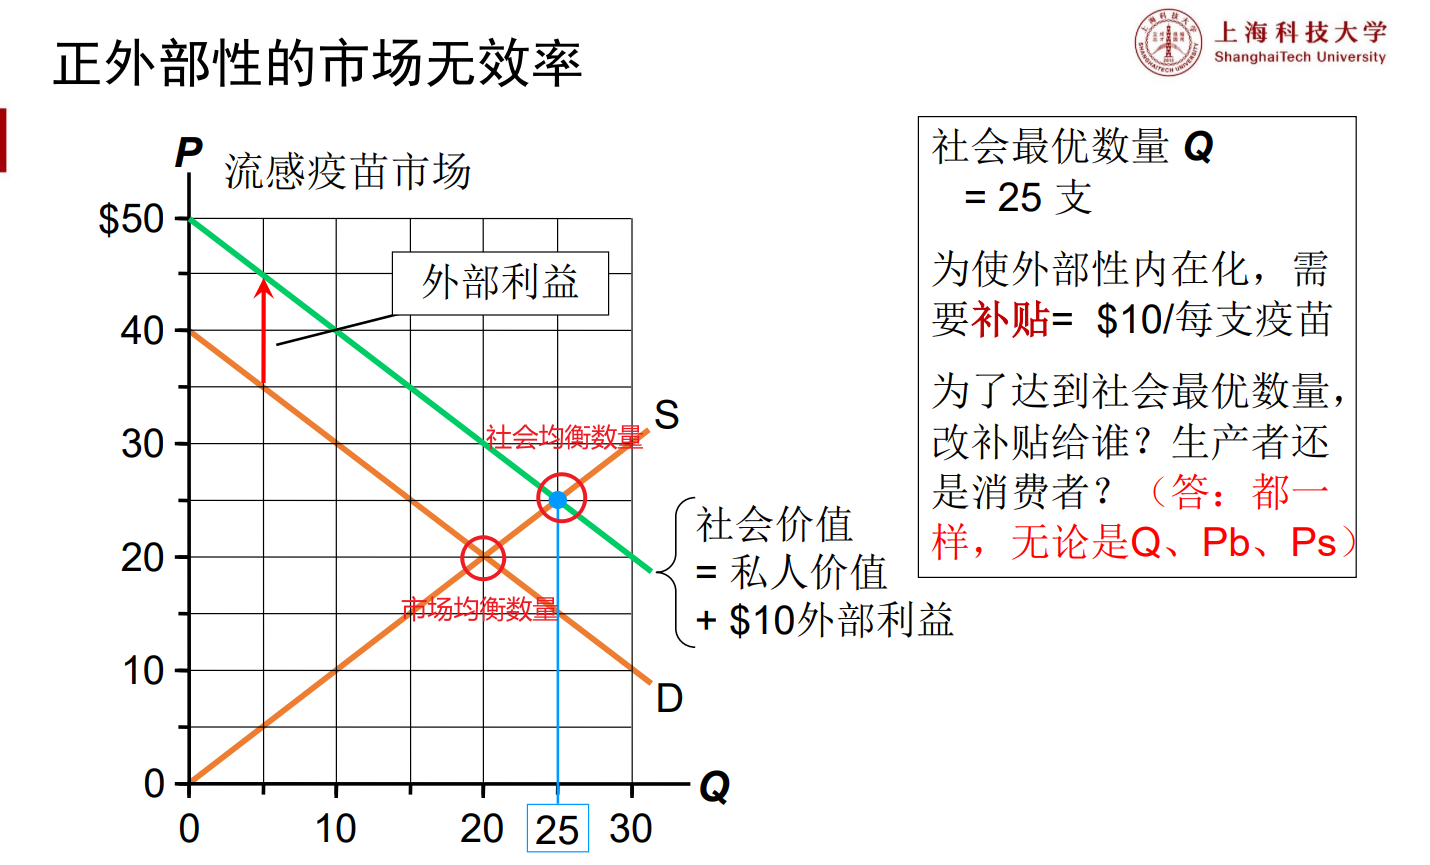 正外部性的市场无效率
上海科技大学
ShanghaiTech University
P
流感疫苗市场
$50
40
30
20
10
0
0
10
20
25
30
Q
外部利益
S
社会均衡数量
市场均衡数量
D
社会价值
= 私人价值
+ $10外部利益
社会最优数量 Q
= 25 支
为使外部性内在化，需
要补贴= $10/每支疫苗
为了达到社会最优数量，
改补贴给谁？生产者还
是消费者？（答：都一
样，无论是Q、Pb、Ps）